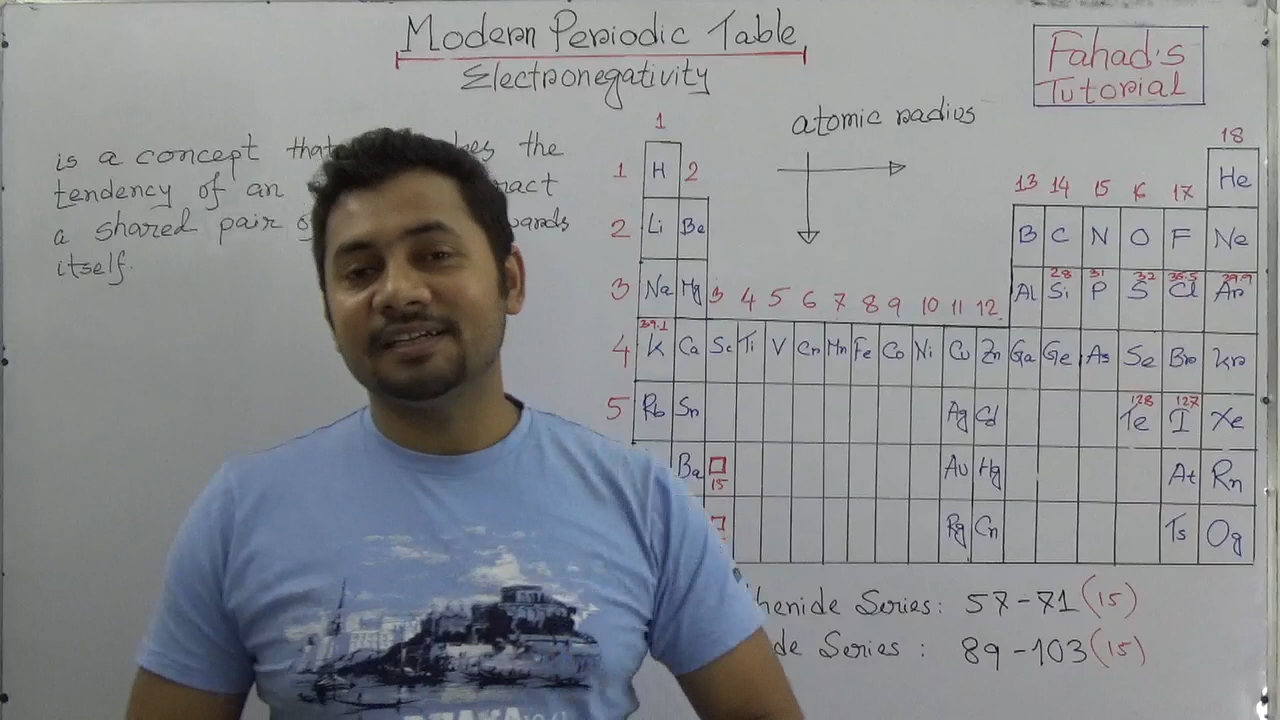 Modern Periodic Table
Electronegativity
Fahad's
Tutorial
is a concept that the
tendency of an
a shared pair
itself.
atomic radius
1
18
1 H 2 13 14 15 16 17 He
2 Li Be B C N O F Ne
28 31 32 35.5 39.9
3 Na Mg 3 4 5 6 7 8 9 10 11 12 Al Si P S Cl Ar
39.1
4 K Ca Sc Ti V Cr Mn Fe Co Ni Cu Zn Ga Ge As Se Br Kr
128 127
5 Rb Sr Ag Cd Te I Xe
Ba Au Hg At Rn
15
Rg Cn Ts Og
Series: 57-71 (15)
Series: 89-103 (15)